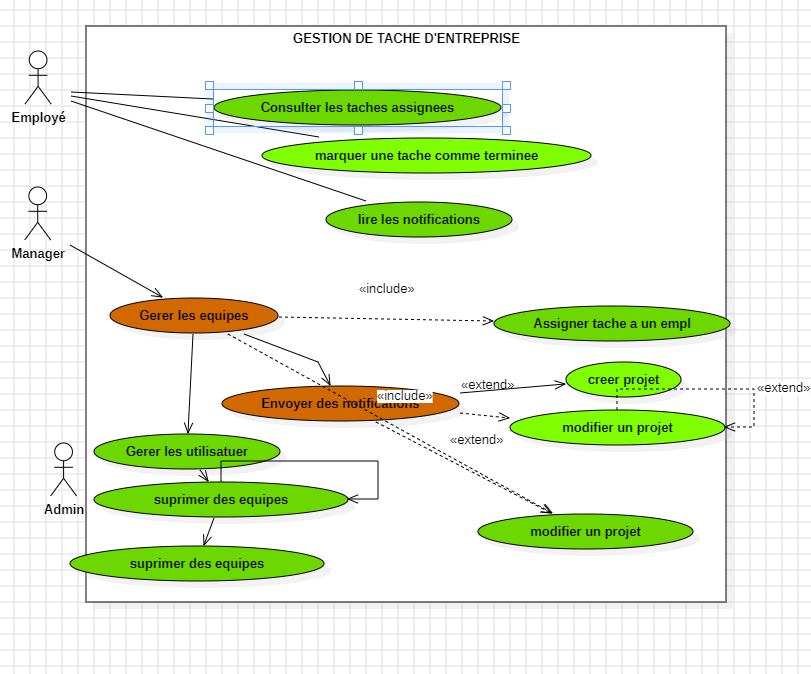 GESTION DE TACHE D'ENTREPRISE
Employé
Consulter les taches assignees
marquer une tache comme terminee
lire les notifications
Manager
«include»
Gerer les equipes
Assigner tache a un empl
creer projet
«extend»
«extend»
«include»
Envoyer des notifications
modifier un projet
«extend»
Gerer les utilisatuer
Admin
suprimer des equipes
modifier un projet
suprimer des equipes